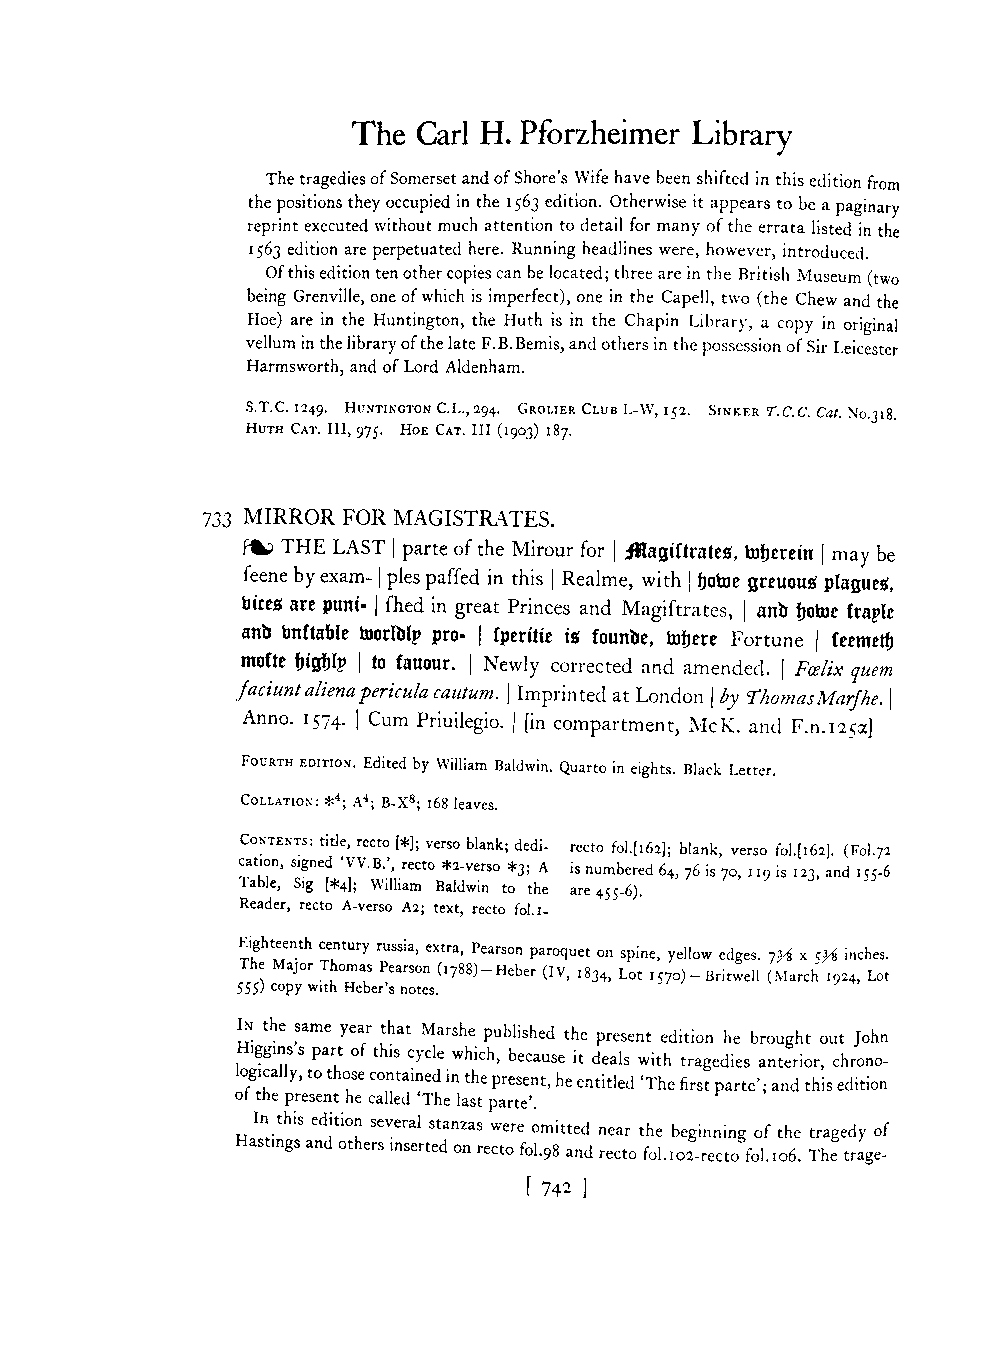 The Carl H. Pforzheimer Library
The tragedies of Somerset and of Shore's Wife have been shifted in this edition from
the positions they occupied in the 1563 edition. Otherwise it appears to be a paginary
reprint executed without much attention to detail for many of the errata listed in the
1563 edition are perpetuated here. Running headlines were, however, introduced.
Of this edition ten other copies can be located; three are in the British Museum (two
being Grenville, one of which is imperfect), one in the Capell, two (the Chew and the
Hoe) are in the Huntington, the Huth is in the Chapin Library, a copy in original
vellum in the library of the late F.B.Bemis, and others in the possession of Sir Leicester
Harmsworth, and of Lord Aldenham.
S.T.C. 1249. Huntington C.L., 294. Grolier Club L-W, 152. Sinker T.C.C. Cat. No.318.
Huth Cat. III, 975. Hoe Cat. III (1903) 187.
733 MIRROR FOR MAGISTRATES.
THE LAST | parte of the Mirour for | Magiſtrates, wherein | may be
ſeene by exam- | ples paſſed in this | Realme, with | howe greuous plagues,
vices are puni- | ſhed in great Princes and Magiſtrates, | and howe fraple
and vnſtable worldly pro- | ſperitie is founde, where Fortune | ſeemeth
moſte highly | to fauour. | Newly corrected and amended. | Fœlix quem
faciunt aliena pericula cautum. | Imprinted at London | by Thomas Marſhe. |
Anno. 1574. | Cum Priuilegio. | [in compartment, McK. and F.n.125α]
Fourth edition. Edited by William Baldwin. Quarto in eights. Black Letter.
Collation: *⁴; A⁴; B-X⁸; 168 leaves.
Contents: title, recto [*]; verso blank; dedi-
cation, signed 'VV.B.', recto *2-verso *3; A
Table, Sig [*4]; William Baldwin to the
Reader, recto A-verso A2; text, recto fol.1-
recto fol.[162]; blank, verso fol.[162]. (Fol.72
is numbered 64, 76 is 70, 119 is 123, and 155-6
are 455-6).
Eighteenth century russia, extra, Pearson paroquet on spine, yellow edges. 7⅜ x 5⅜ inches.
The Major Thomas Pearson (1788)—Heber (IV, 1834, Lot 1570)—Britwell (March 1924, Lot
555) copy with Heber's notes.
In the same year that Marshe published the present edition he brought out John
Higgins's part of this cycle which, because it deals with tragedies anterior, chrono-
logically, to those contained in the present, he entitled 'The first parte'; and this edition
of the present he called 'The last parte'.
In this edition several stanzas were omitted near the beginning of the tragedy of
Hastings and others inserted on recto fol.98 and recto fol.102-recto fol.106. The trage-
[ 742 ]